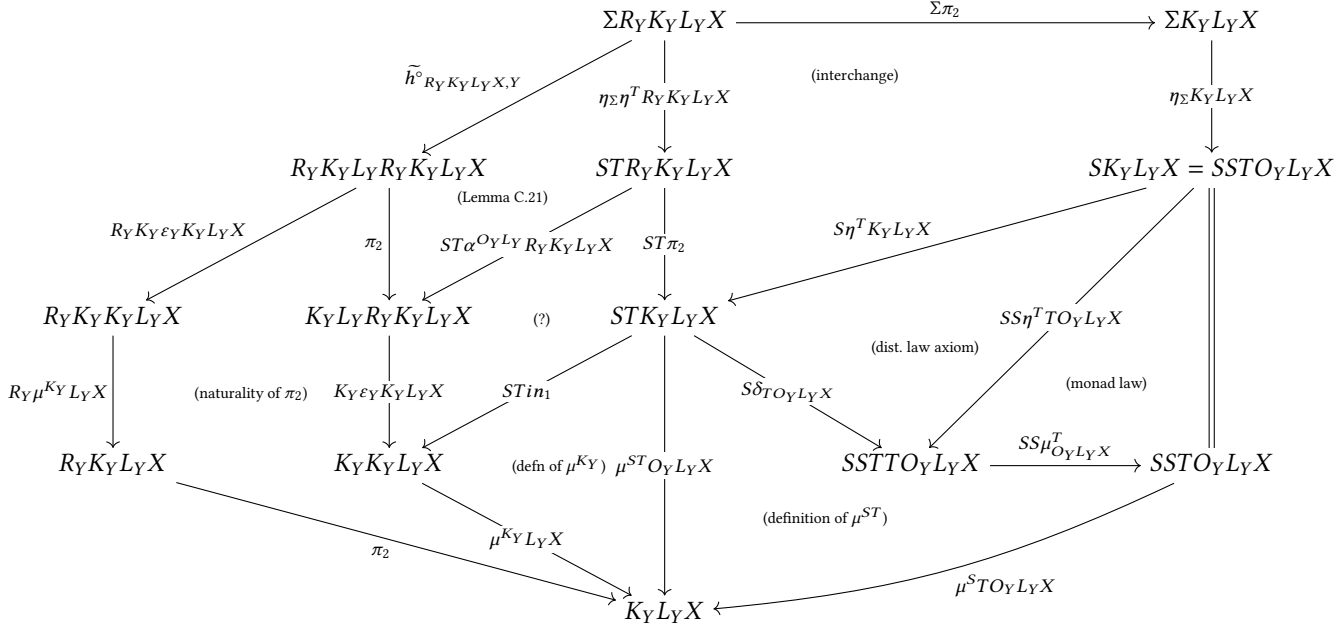 ΣR_Y K_Y L_Y X
Σπ_2
ΣK_Y L_Y X
\widetilde{h^∘}_{R_Y K_Y L_Y X,Y}
(interchange)
η_Σ η^T R_Y K_Y L_Y X
η_Σ K_Y L_Y X
R_Y K_Y L_Y R_Y K_Y L_Y X
STR_Y K_Y L_Y X
SK_Y L_Y X = SSTO_Y L_Y X
(Lemma C.21)
R_Y K_Y ε_Y K_Y L_Y X
π_2
STα^{O_Y L_Y} R_Y K_Y L_Y X
STπ_2
Sη^T K_Y L_Y X
R_Y K_Y K_Y L_Y X
K_Y L_Y R_Y K_Y L_Y X
(?)
STK_Y L_Y X
SSη^T TO_Y L_Y X
(dist. law axiom)
R_Y μ^{K_Y} L_Y X
(naturality of π_2)
K_Y ε_Y K_Y L_Y X
STin_1
Sδ_{TO_Y L_Y X}
(monad law)
R_Y K_Y L_Y X
K_Y K_Y L_Y X
(defn of μ^{K_Y})
μ^{ST} O_Y L_Y X
SSTTO_Y L_Y X
SSμ^T_{O_Y L_Y X}
SSTO_Y L_Y X
(definition of μ^{ST})
π_2
μ^{K_Y} L_Y X
μ^S TO_Y L_Y X
K_Y L_Y X